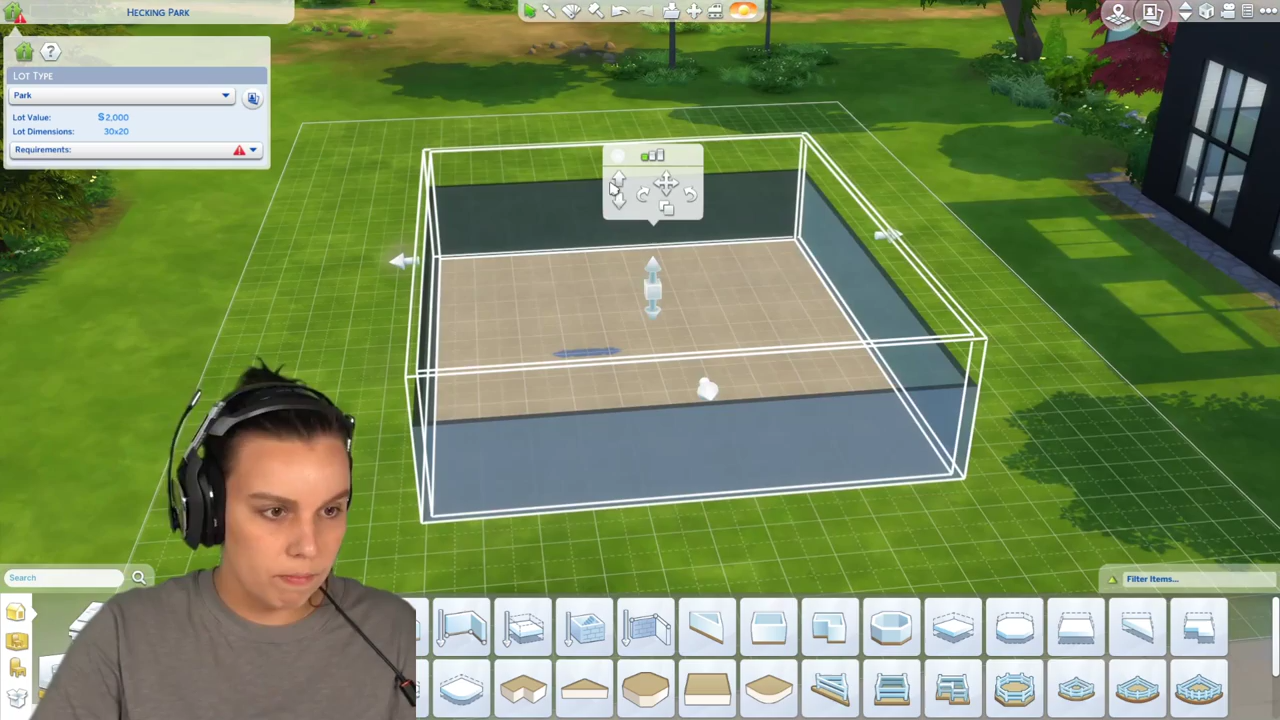 HECKING PARK
LOT TYPE
Park
Lot Value: $2,000
Lot Dimensions: 30x20
Requirements:
Search
Filter Items...